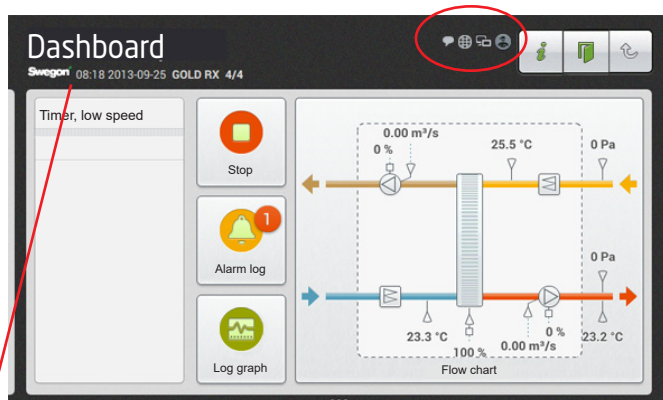 Dashboard
Swegon 08:18 2013-09-25 GOLD RX 4/4
Timer, low speed
Stop
Alarm log
1
Log graph
0.00 m³/s
0 %
25.5 °C
0 Pa
0 Pa
23.3 °C
100 %
0.00 m³/s
0 %
23.2 °C
Flow chart